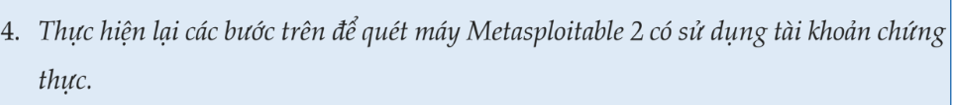 4. Thực hiện lại các bước trên để quét máy Metasploitable 2 có sử dụng tài khoản chứng
thực.